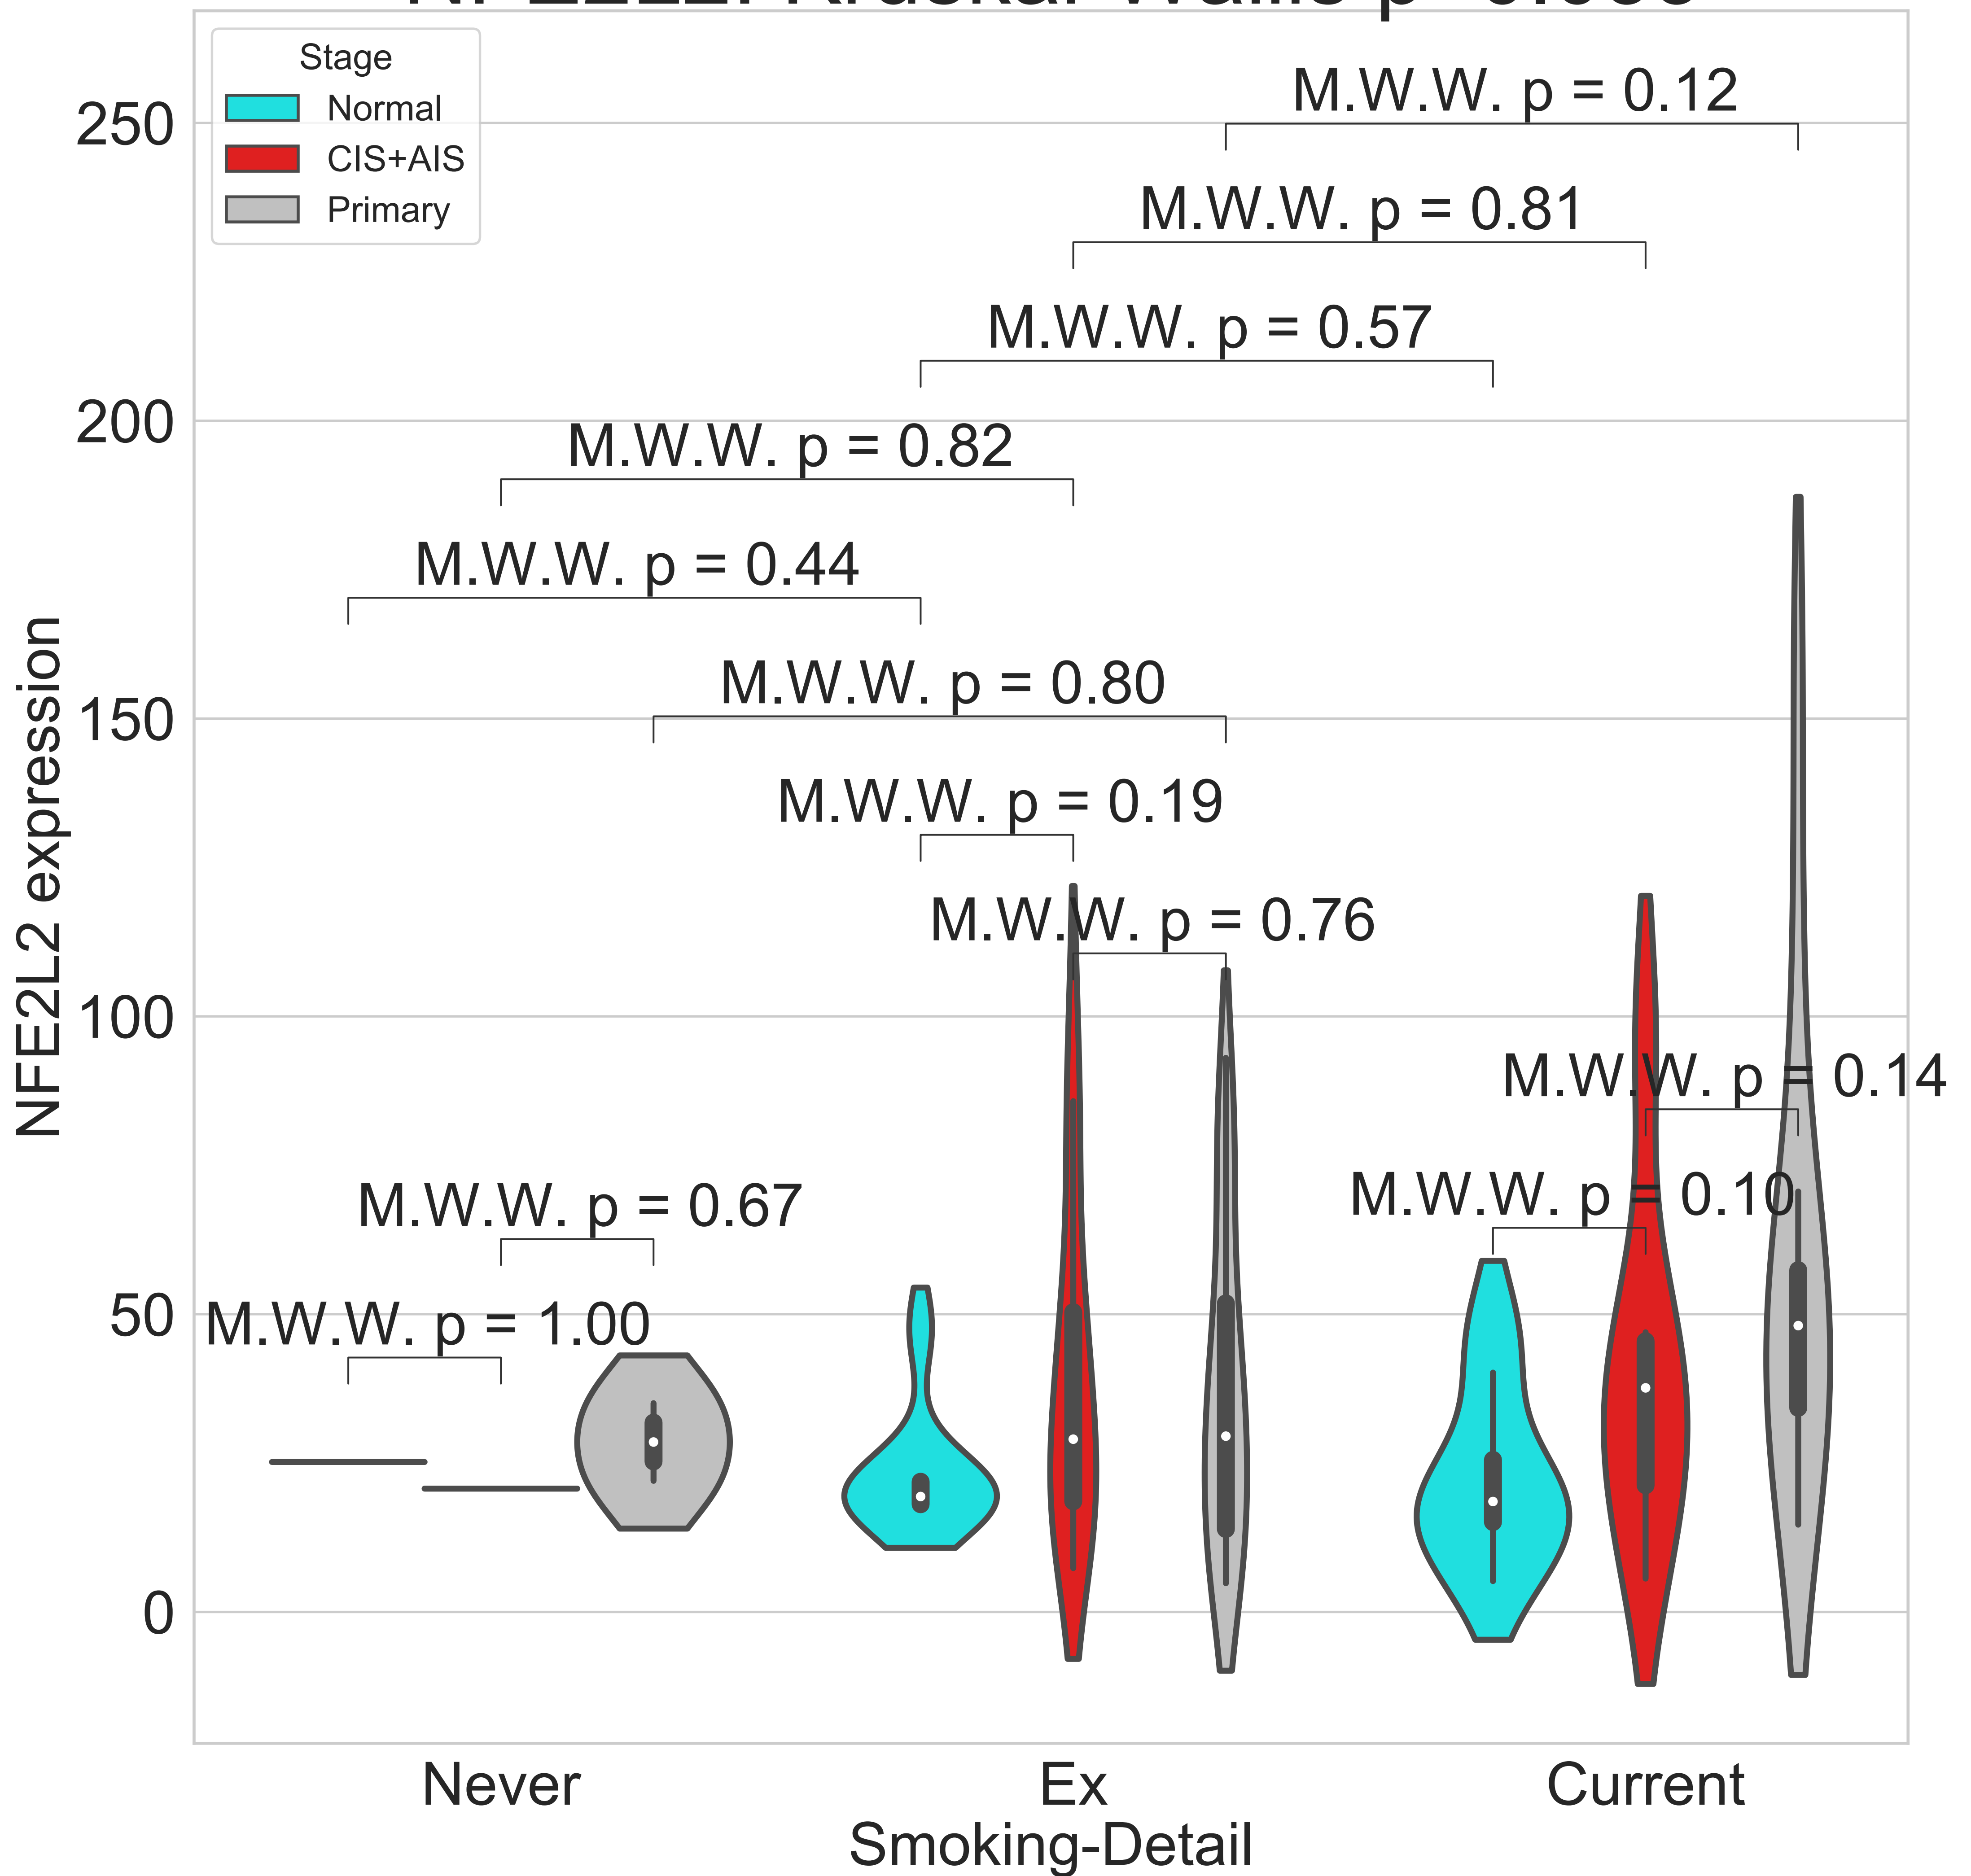 Stage
Normal
CIS+AIS
Primary
M.W.W. p = 0.12
M.W.W. p = 0.81
M.W.W. p = 0.57
M.W.W. p = 0.82
M.W.W. p = 0.44
M.W.W. p = 0.80
M.W.W. p = 0.19
M.W.W. p = 0.76
M.W.W. p = 0.14
M.W.W. p = 0.10
M.W.W. p = 0.67
M.W.W. p = 1.00
250
200
150
100
50
0
NFE2L2 expression
Never
Ex
Current
Smoking-Detail